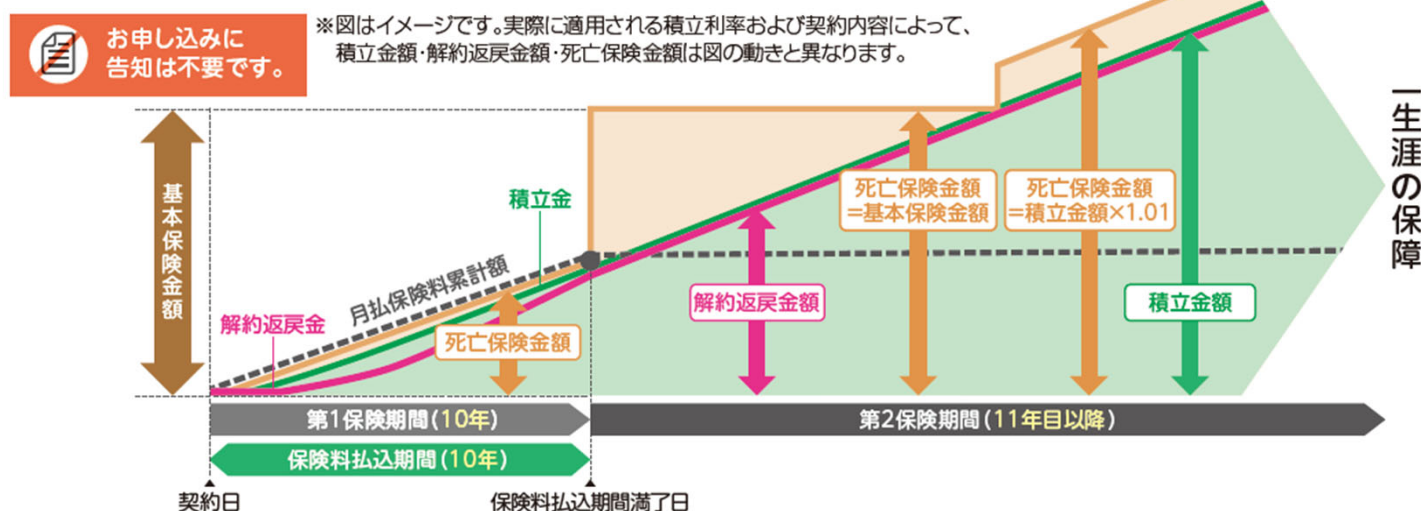 お申し込みに
告知は不要です。
※図はイメージです。実際に適用される積立利率および契約内容によって、
積立金額・解約返戻金額・死亡保険金額は図の動きと異なります。
基本保険金額
解約返戻金
月払保険料累計額
積立金
死亡保険金額
解約返戻金額
死亡保険金額
=基本保険金額
死亡保険金額
=積立金額×1.01
積立金額
一生涯の保障
第1保険期間(10年)
第2保険期間(11年目以降)
保険料払込期間(10年)
契約日
保険料払込期間満了日